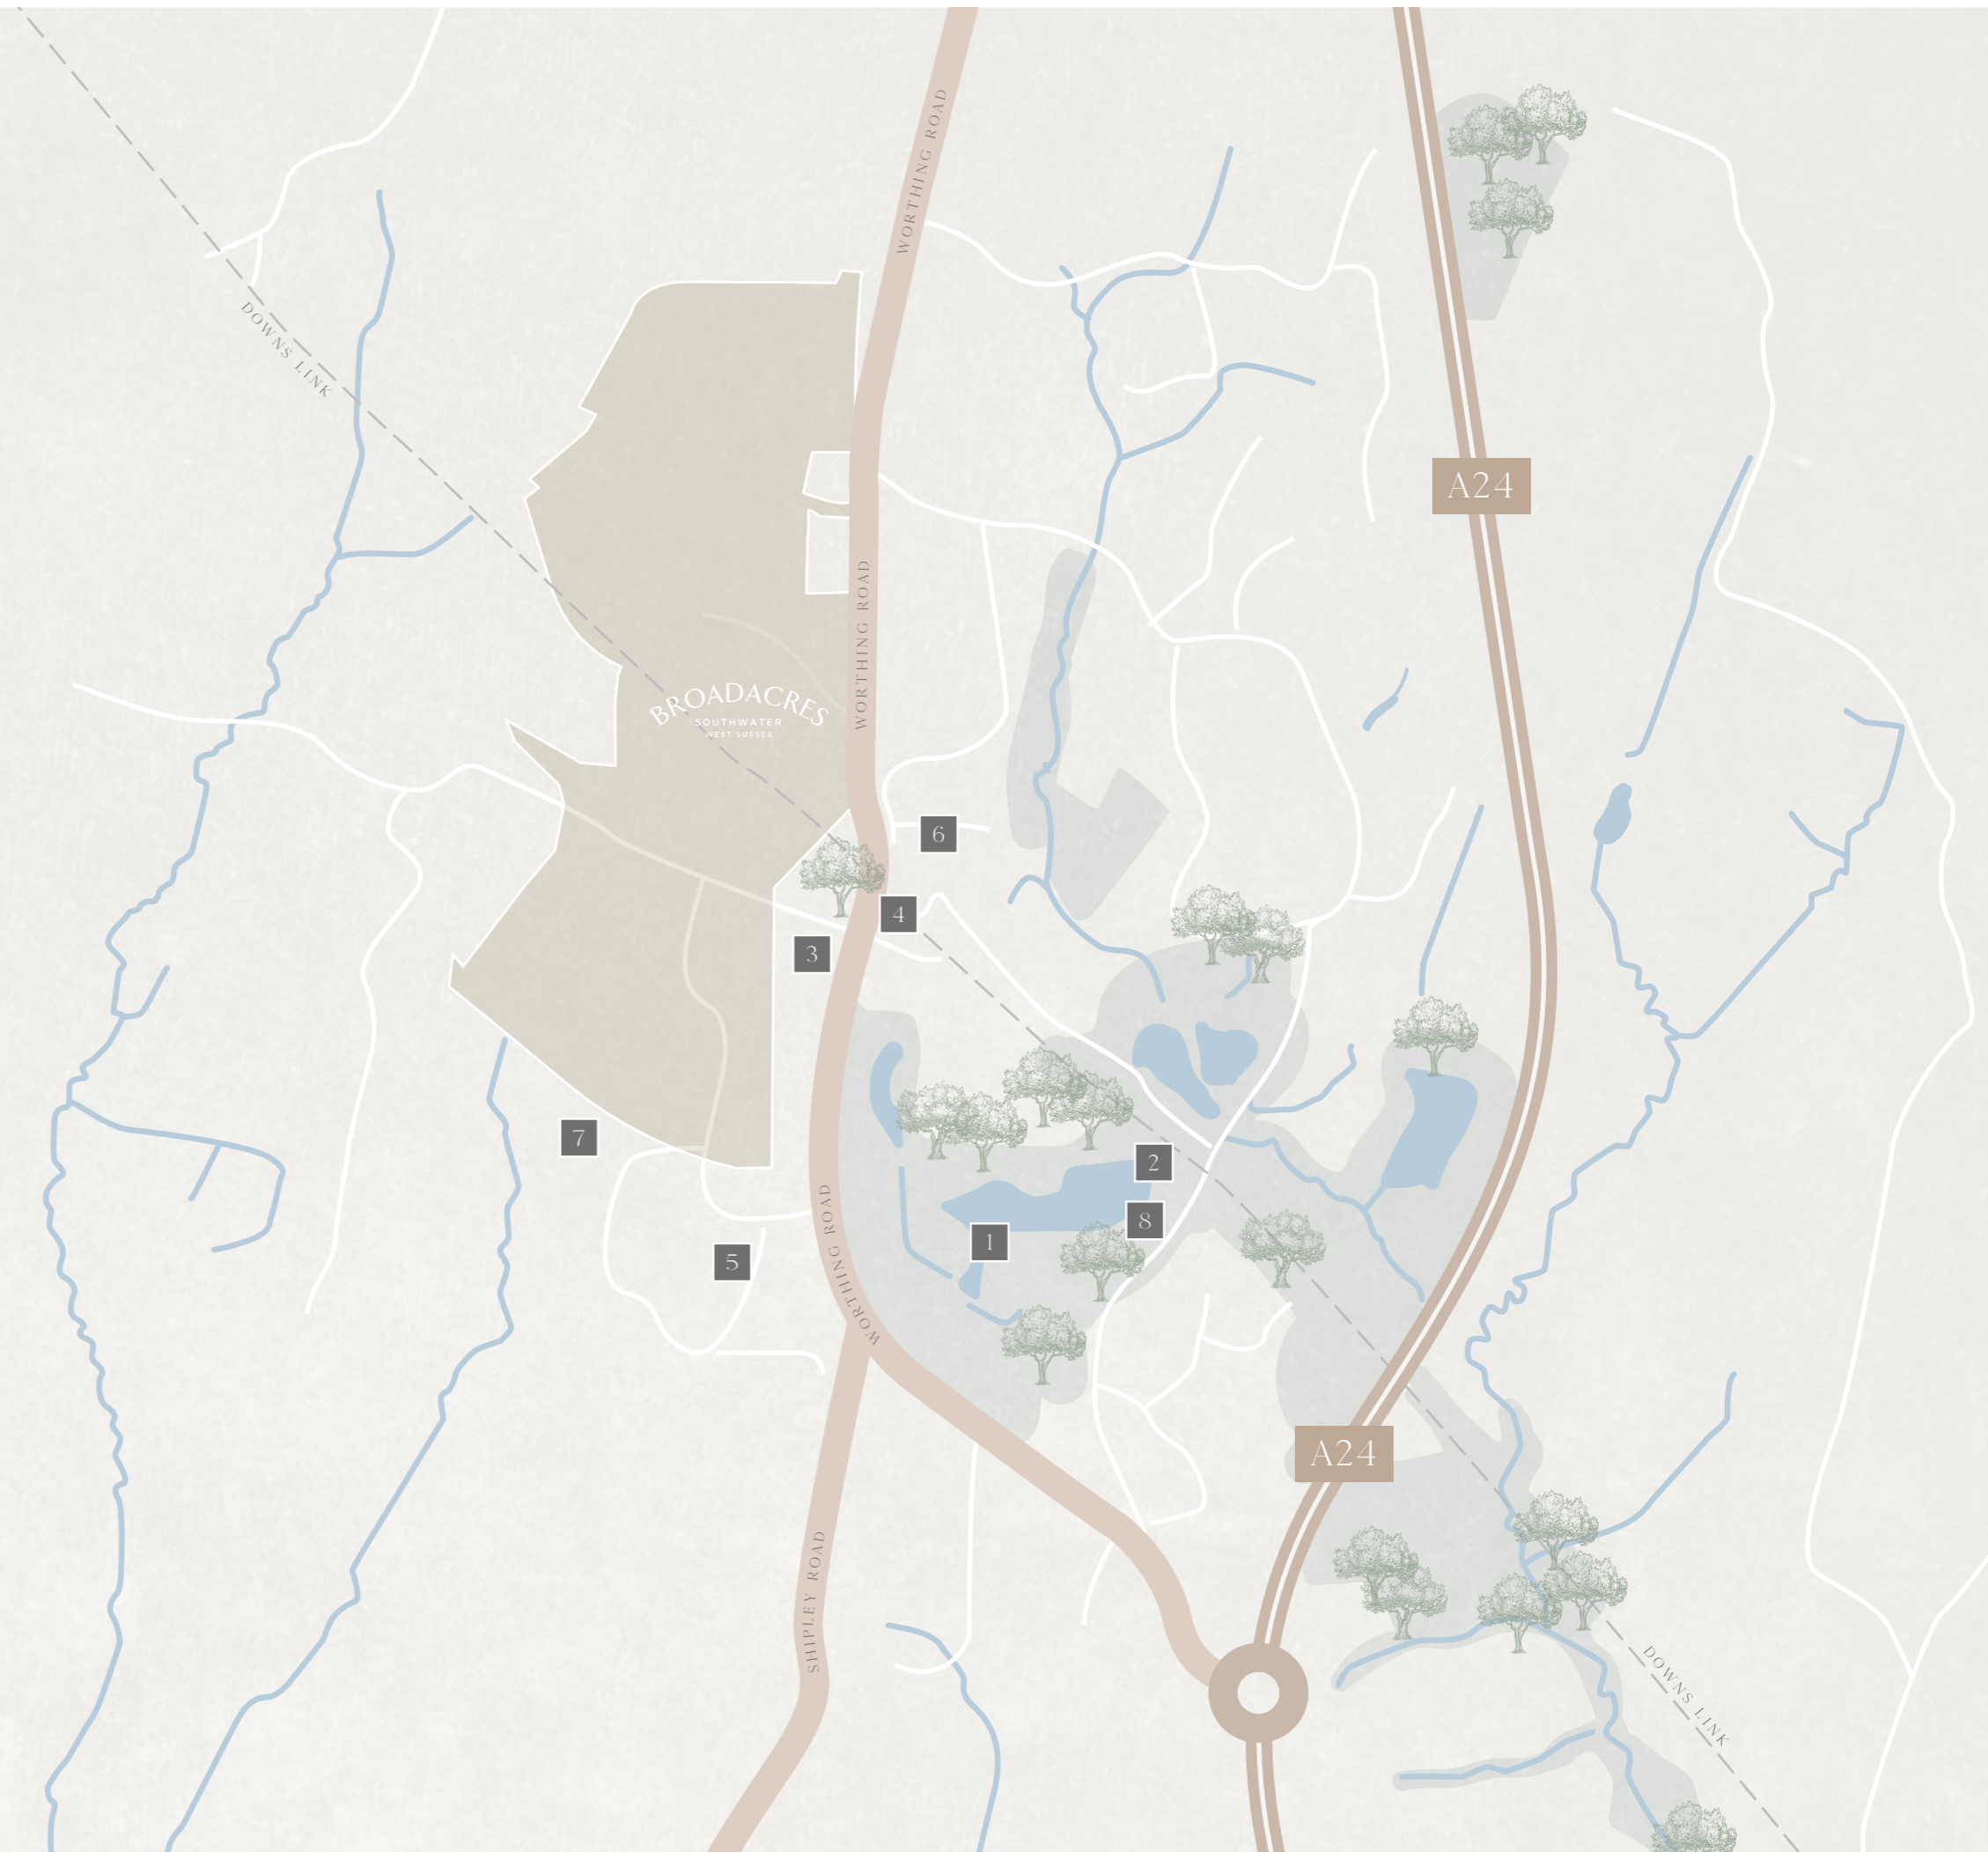 WORTHING ROAD
DOWNS LINK
A24
WORTHING ROAD
BROADACRES
SOUTHWATER
WEST SUSSEX
6
4
3
7
2
8
1
5
WORTHING ROAD
A24
SHIPLEY ROAD
DOWNS LINK